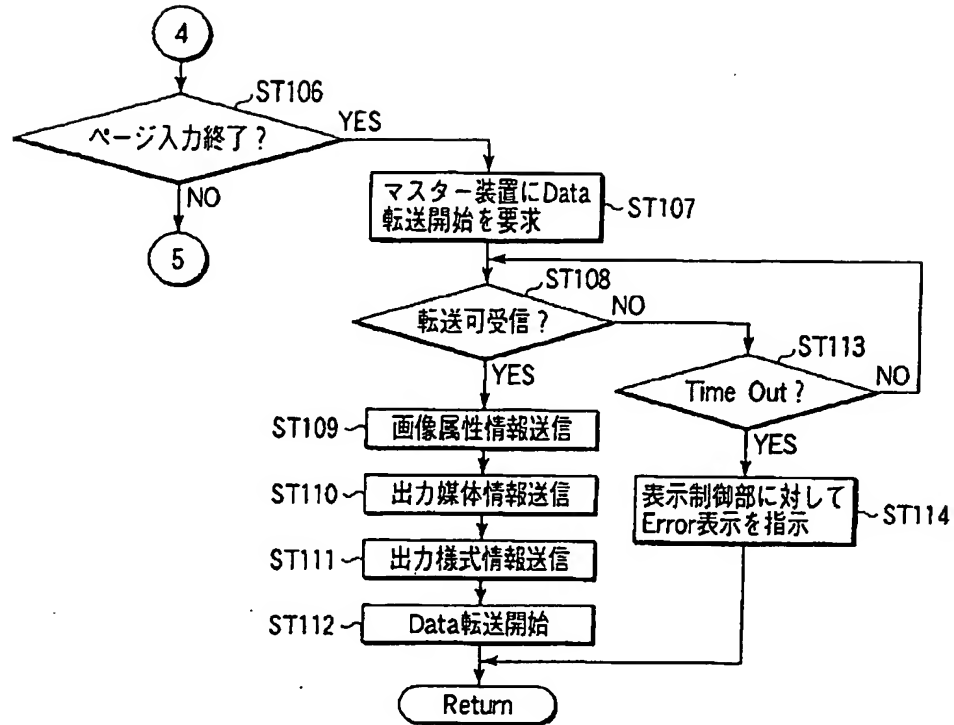 4
ST106
ページ入力終了?
YES
NO
5
マスター装置にData
転送開始を要求
ST107
ST108
転送可受信?
NO
YES
ST113
Time Out?
NO
YES
ST109
画像属性情報送信
ST110
出力媒体情報送信
ST111
出力様式情報送信
ST112
Data転送開始
表示制御部に対して
Error表示を指示
ST114
Return